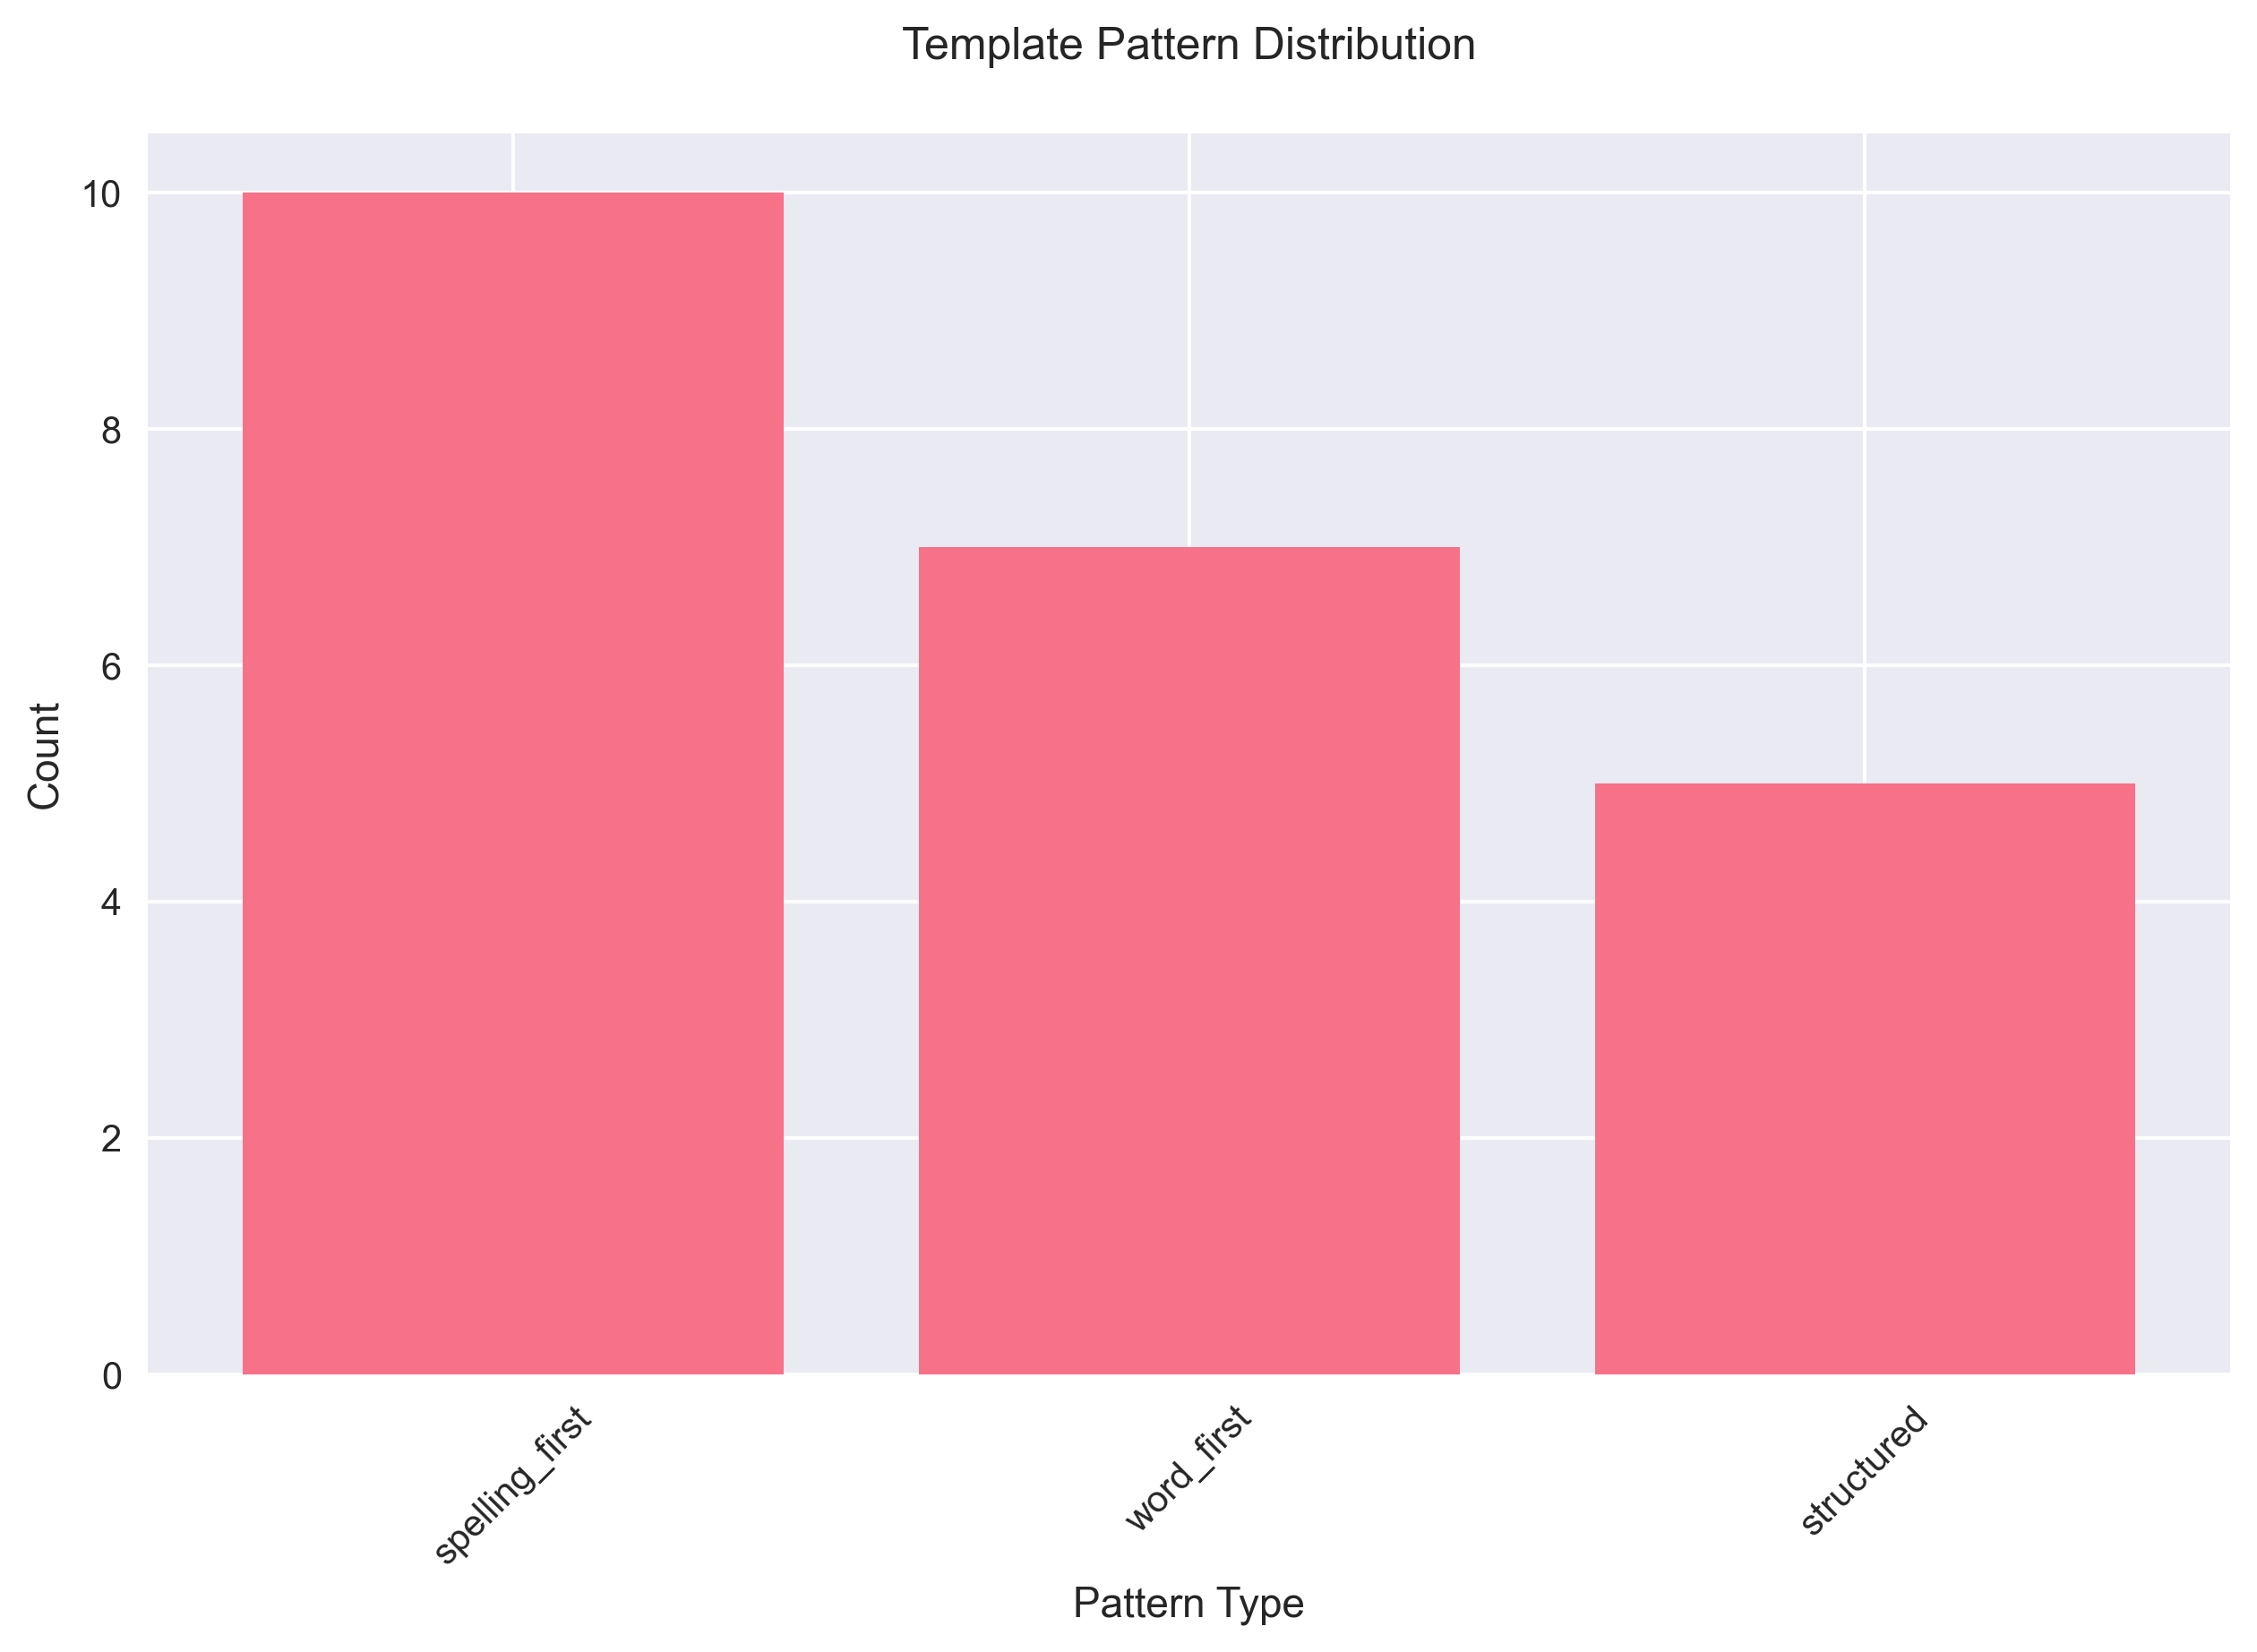 Template Pattern Distribution
10
8
6
4
2
0
Count
spelling_first
word_first
structured
Pattern Type